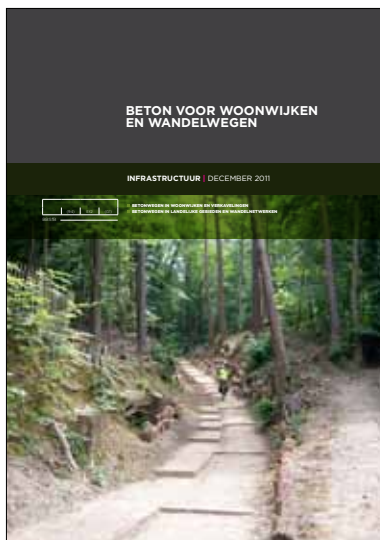 BETON VOOR WOONWIJKEN
EN WANDELWEGEN
INFRASTRUCTUUR | DECEMBER 2011
BETONWEGEN IN WOONWIJKEN EN VERKAVELINGEN
BETONWEGEN IN LANDELIJKE GEBIEDEN EN WANDELNETWERKEN